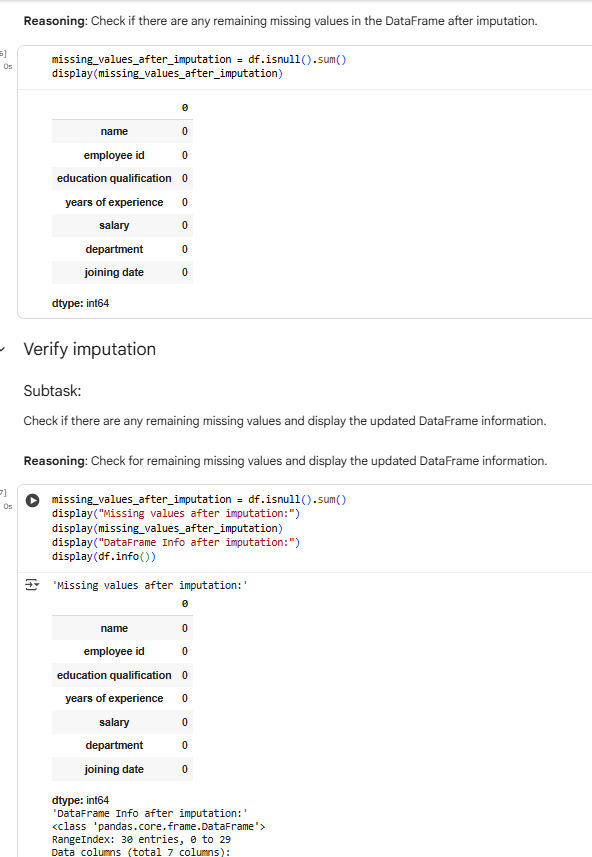 Reasoning: Check if there are any remaining missing values in the DataFrame after imputation.
missing_values_after_imputation = df.isnull().sum()
display(missing_values_after_imputation)
0s
0
name 0
employee id 0
education qualification 0
years of experience 0
salary 0
department 0
joining date 0
dtype: int64
Verify imputation
Subtask:
Check if there are any remaining missing values and display the updated DataFrame information.
Reasoning: Check for remaining missing values and display the updated DataFrame information.
7]
0s
missing_values_after_imputation = df.isnull().sum()
display("Missing values after imputation:")
display(missing_values_after_imputation)
display("DataFrame Info after imputation:")
display(df.info())
'Missing values after imputation:'
0
name 0
employee id 0
education qualification 0
years of experience 0
salary 0
department 0
joining date 0
dtype: int64
'DataFrame Info after imputation:'
<class 'pandas.core.frame.DataFrame'>
RangeIndex: 30 entries, 0 to 29
Data columns (total 7 columns):